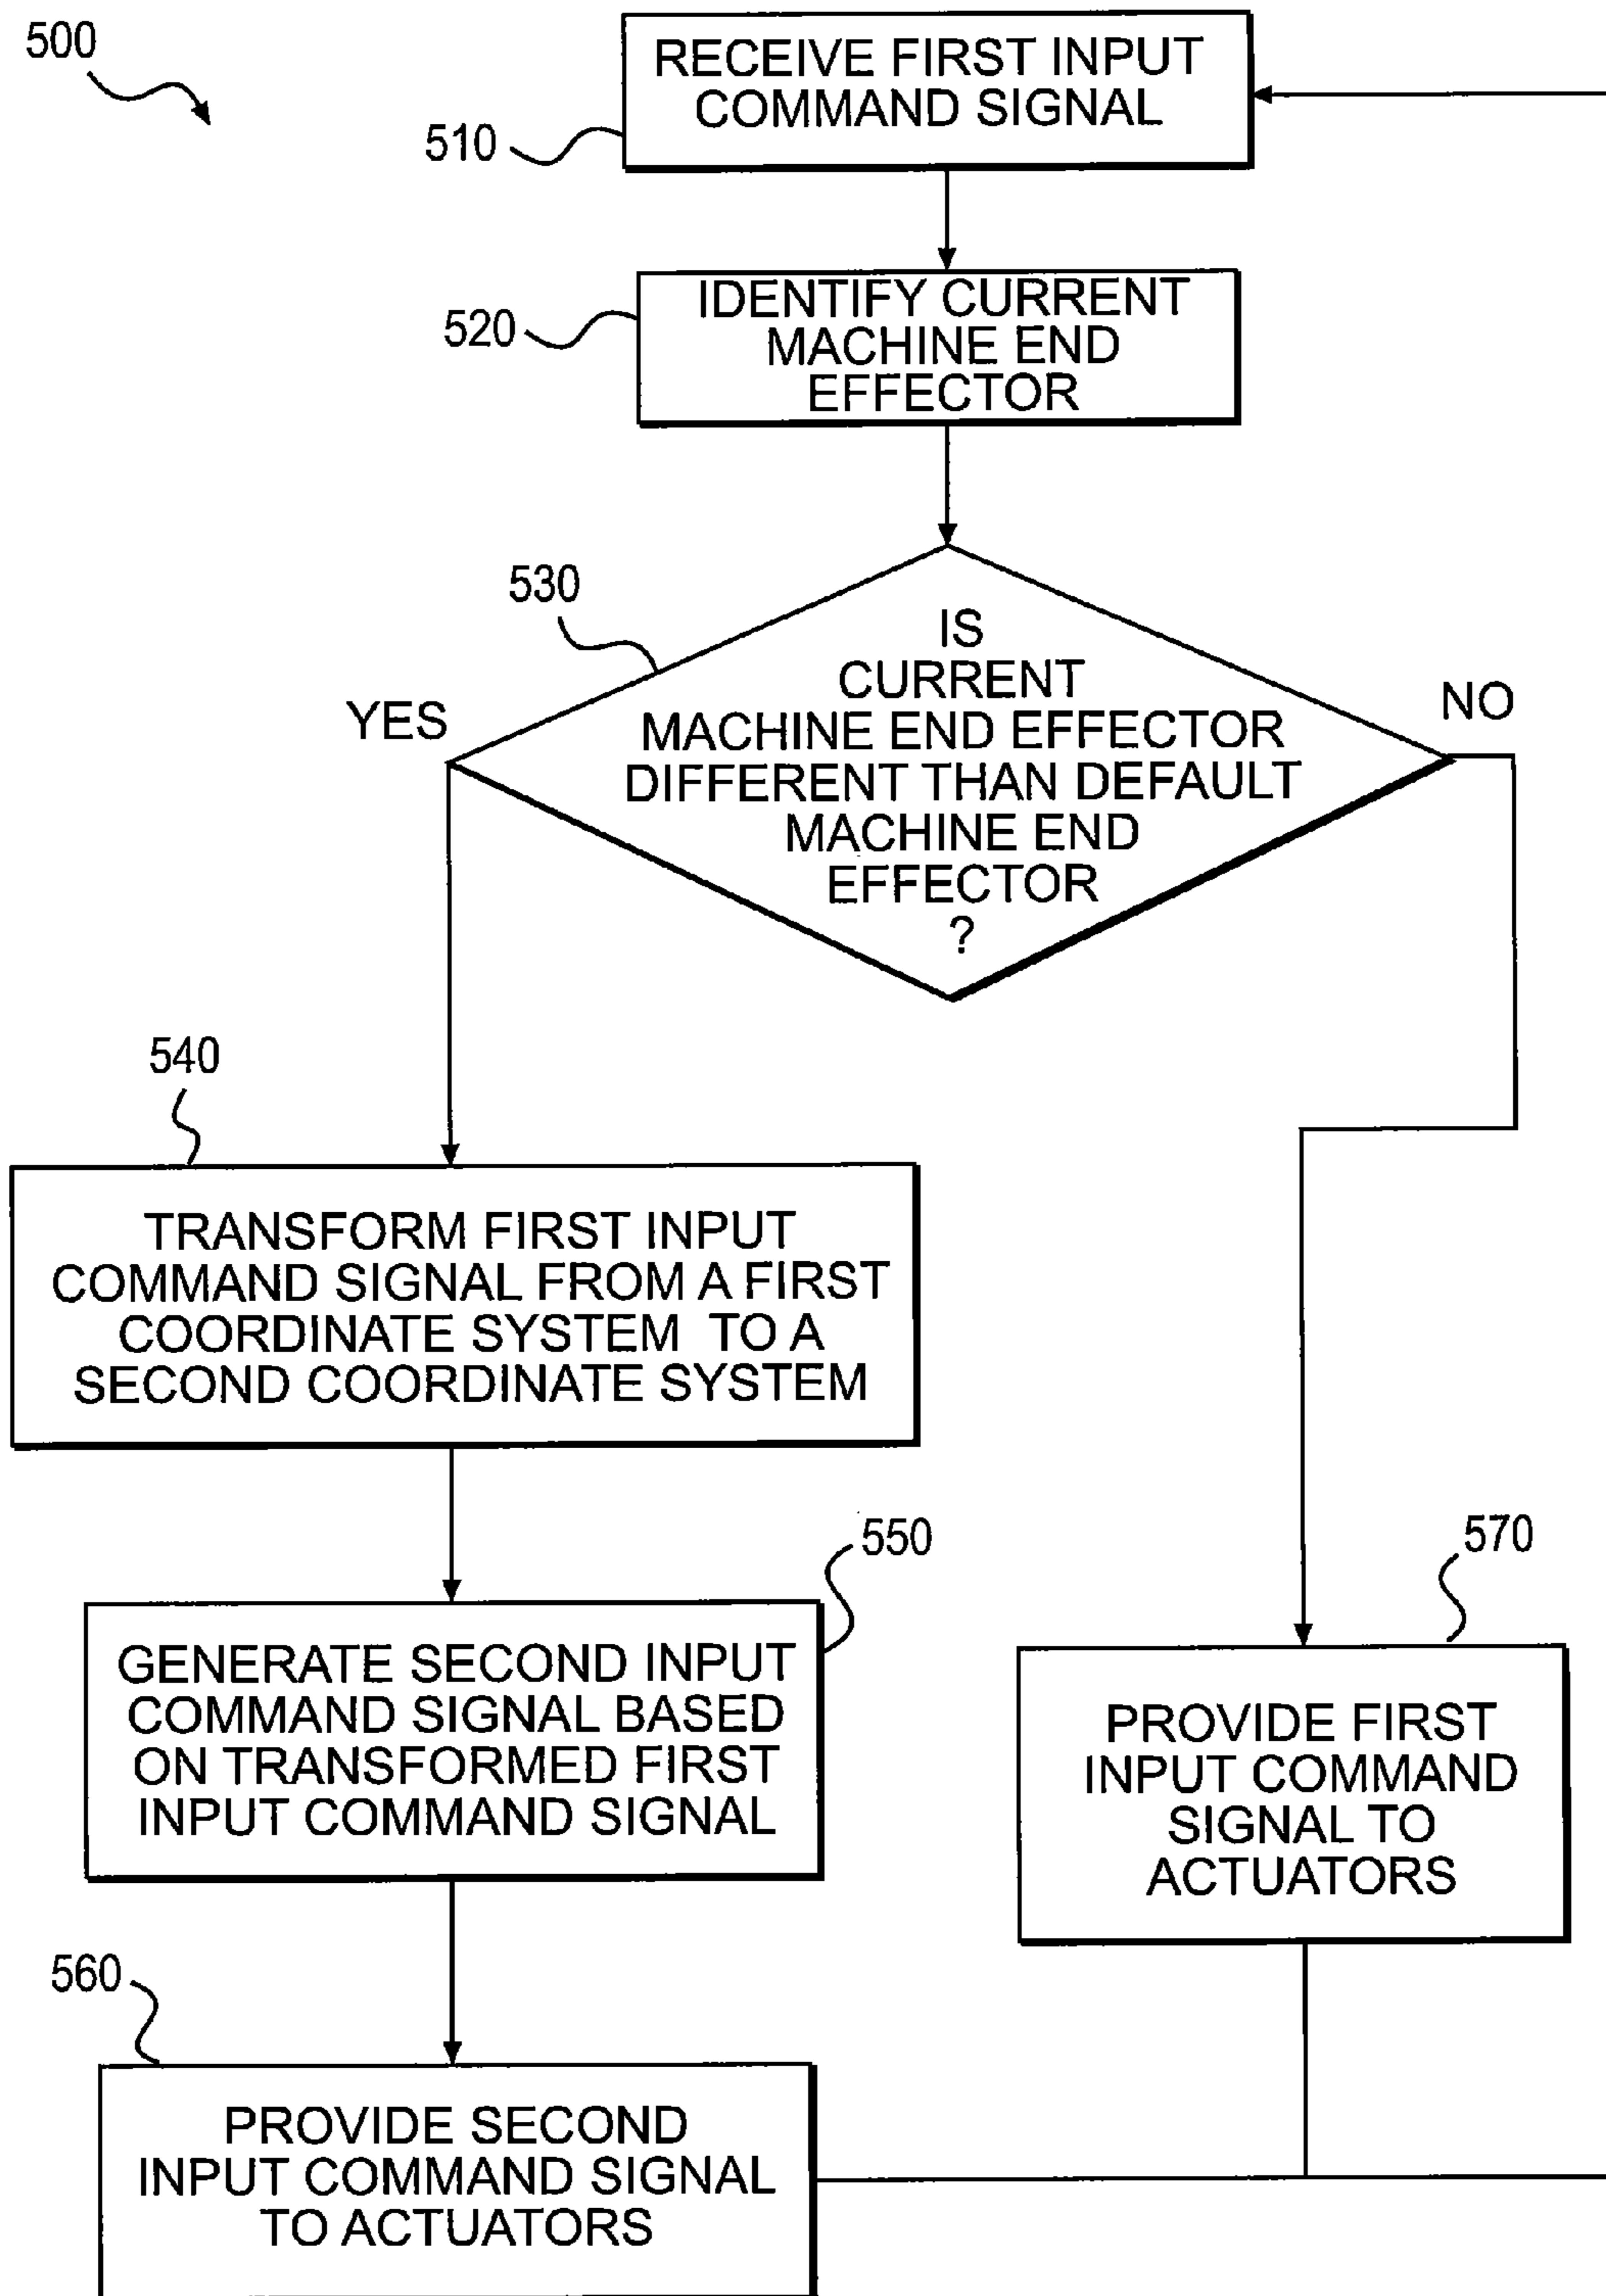 500
RECEIVE FIRST INPUT
COMMAND SIGNAL
510
IDENTIFY CURRENT
MACHINE END
EFFECTOR
520
530
IS
CURRENT
MACHINE END EFFECTOR
DIFFERENT THAN DEFAULT
MACHINE END
EFFECTOR
?
YES
NO
540
TRANSFORM FIRST INPUT
COMMAND SIGNAL FROM A FIRST
COORDINATE SYSTEM TO A
SECOND COORDINATE SYSTEM
550
GENERATE SECOND INPUT
COMMAND SIGNAL BASED
ON TRANSFORMED FIRST
INPUT COMMAND SIGNAL
570
PROVIDE FIRST
INPUT COMMAND
SIGNAL TO
ACTUATORS
560
PROVIDE SECOND
INPUT COMMAND SIGNAL
TO ACTUATORS